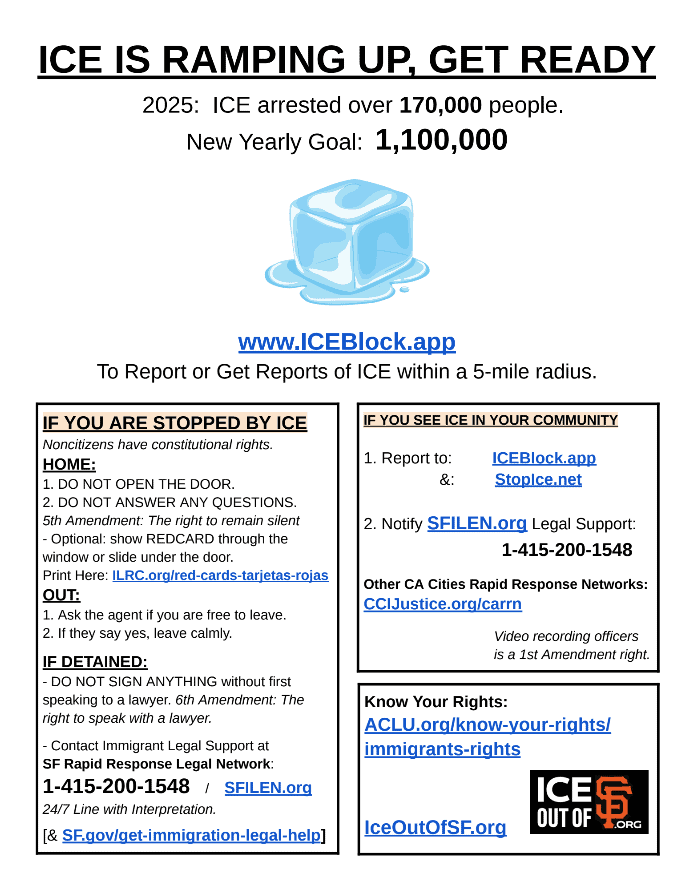 ICE IS RAMPING UP, GET READY
2025:  ICE arrested over 170,000 people.
New Yearly Goal:  1,100,000
www.ICEBlock.app
To Report or Get Reports of ICE within a 5-mile radius.
IF YOU ARE STOPPED BY ICE
Noncitizens have constitutional rights.
HOME:
1. DO NOT OPEN THE DOOR.
2. DO NOT ANSWER ANY QUESTIONS.
5th Amendment: The right to remain silent
- Optional: show REDCARD through the
window or slide under the door.
Print Here: ILRC.org/red-cards-tarjetas-rojas
OUT:
1. Ask the agent if you are free to leave.
2. If they say yes, leave calmly.
IF DETAINED:
- DO NOT SIGN ANYTHING without first
speaking to a lawyer. 6th Amendment: The
right to speak with a lawyer.
- Contact Immigrant Legal Support at
SF Rapid Response Legal Network:
1-415-200-1548 / SFILEN.org
24/7 Line with Interpretation.
[& SF.gov/get-immigration-legal-help]
IF YOU SEE ICE IN YOUR COMMUNITY
1. Report to: ICEBlock.app
&: StopIce.net
2. Notify SFILEN.org Legal Support:
1-415-200-1548
Other CA Cities Rapid Response Networks:
CCIJustice.org/carrn
Video recording officers
is a 1st Amendment right.
Know Your Rights:
ACLU.org/know-your-rights/
immigrants-rights
IceOutOfSF.org
ICE
OUT OF SF .ORG